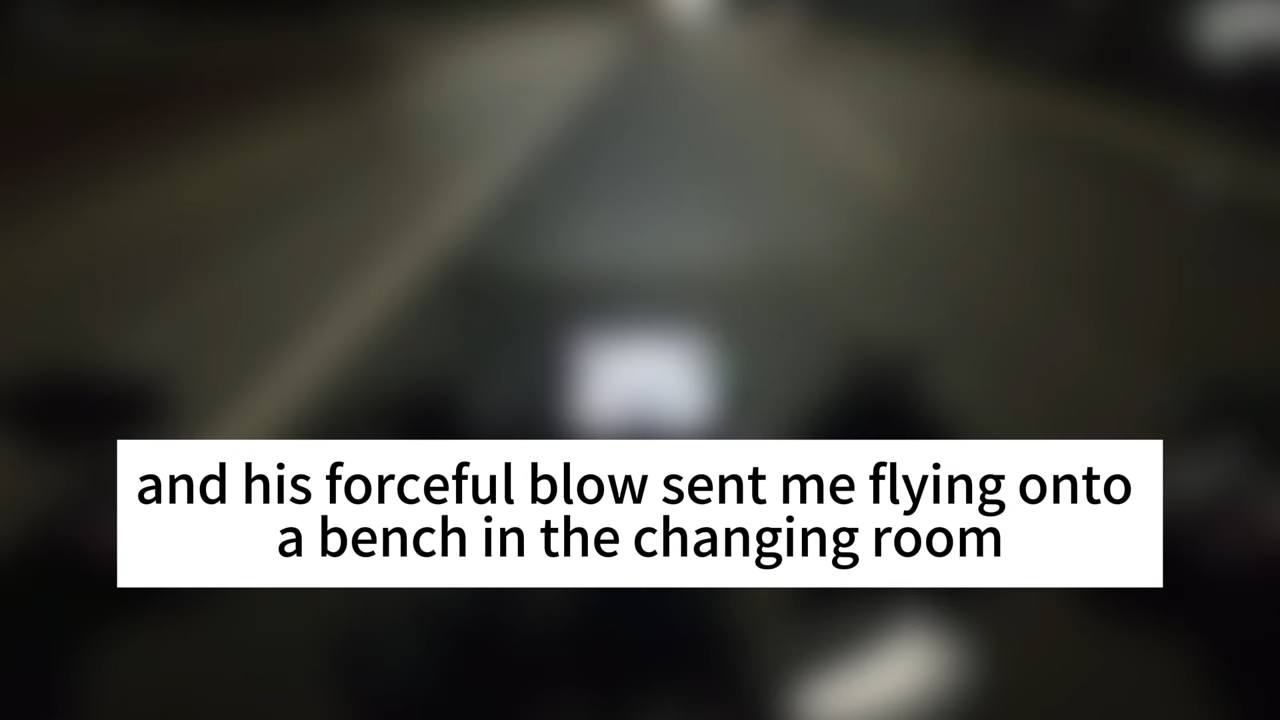 and his forceful blow sent me flying onto
a bench in the changing room